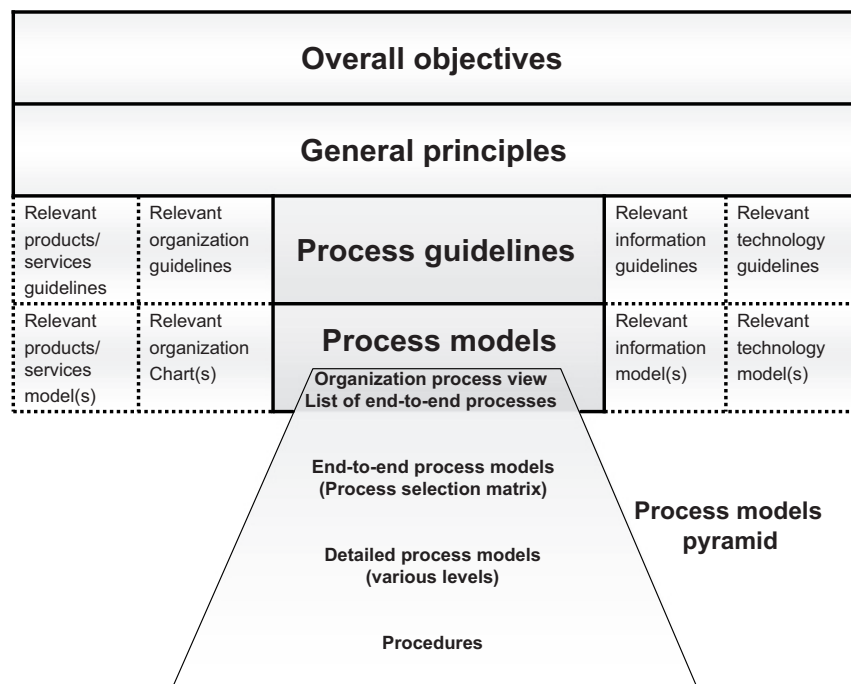 Overall objectives
General principles
Relevant
products/
services
guidelines
Relevant
organization
guidelines
Process guidelines
Relevant
information
guidelines
Relevant
technology
guidelines
Relevant
products/
services
model(s)
Relevant
organization
Chart(s)
Process models
Organization process view
List of end-to-end processes
Relevant
information
model(s)
Relevant
technology
model(s)
End-to-end process models
(Process selection matrix)
Process models
pyramid
Detailed process models
(various levels)
Procedures